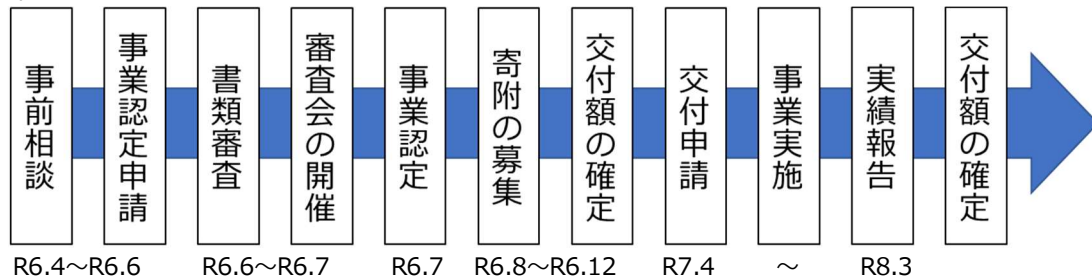 事前相談
事業認定申請
書類審査
審査会の開催
事業認定
寄附の募集
交付額の確定
交付申請
事業実施
実績報告
交付額の確定
R6.4～R6.6
R6.6～R6.7
R6.7
R6.8～R6.12
R7.4
～
R8.3